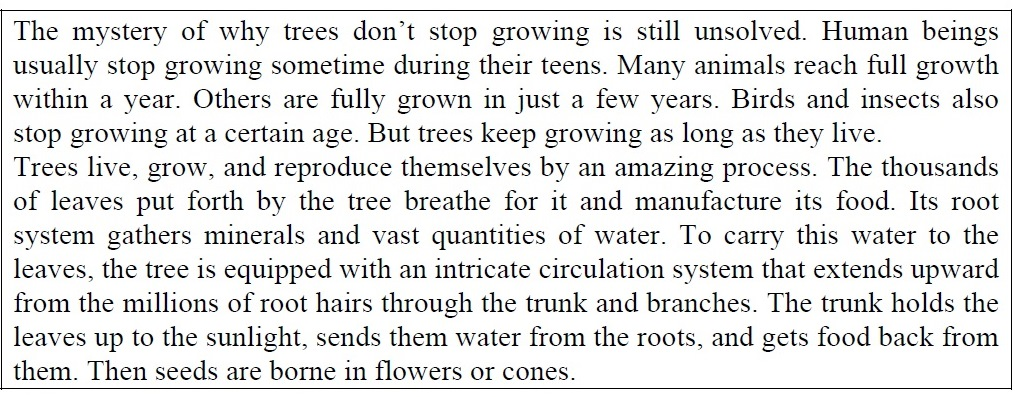 The mystery of why trees don’t stop growing is still unsolved. Human beings
usually stop growing sometime during their teens. Many animals reach full growth
within a year. Others are fully grown in just a few years. Birds and insects also
stop growing at a certain age. But trees keep growing as long as they live.
Trees live, grow, and reproduce themselves by an amazing process. The thousands
of leaves put forth by the tree breathe for it and manufacture its food. Its root
system gathers minerals and vast quantities of water. To carry this water to the
leaves, the tree is equipped with an intricate circulation system that extends upward
from the millions of root hairs through the trunk and branches. The trunk holds the
leaves up to the sunlight, sends them water from the roots, and gets food back from
them. Then seeds are borne in flowers or cones.